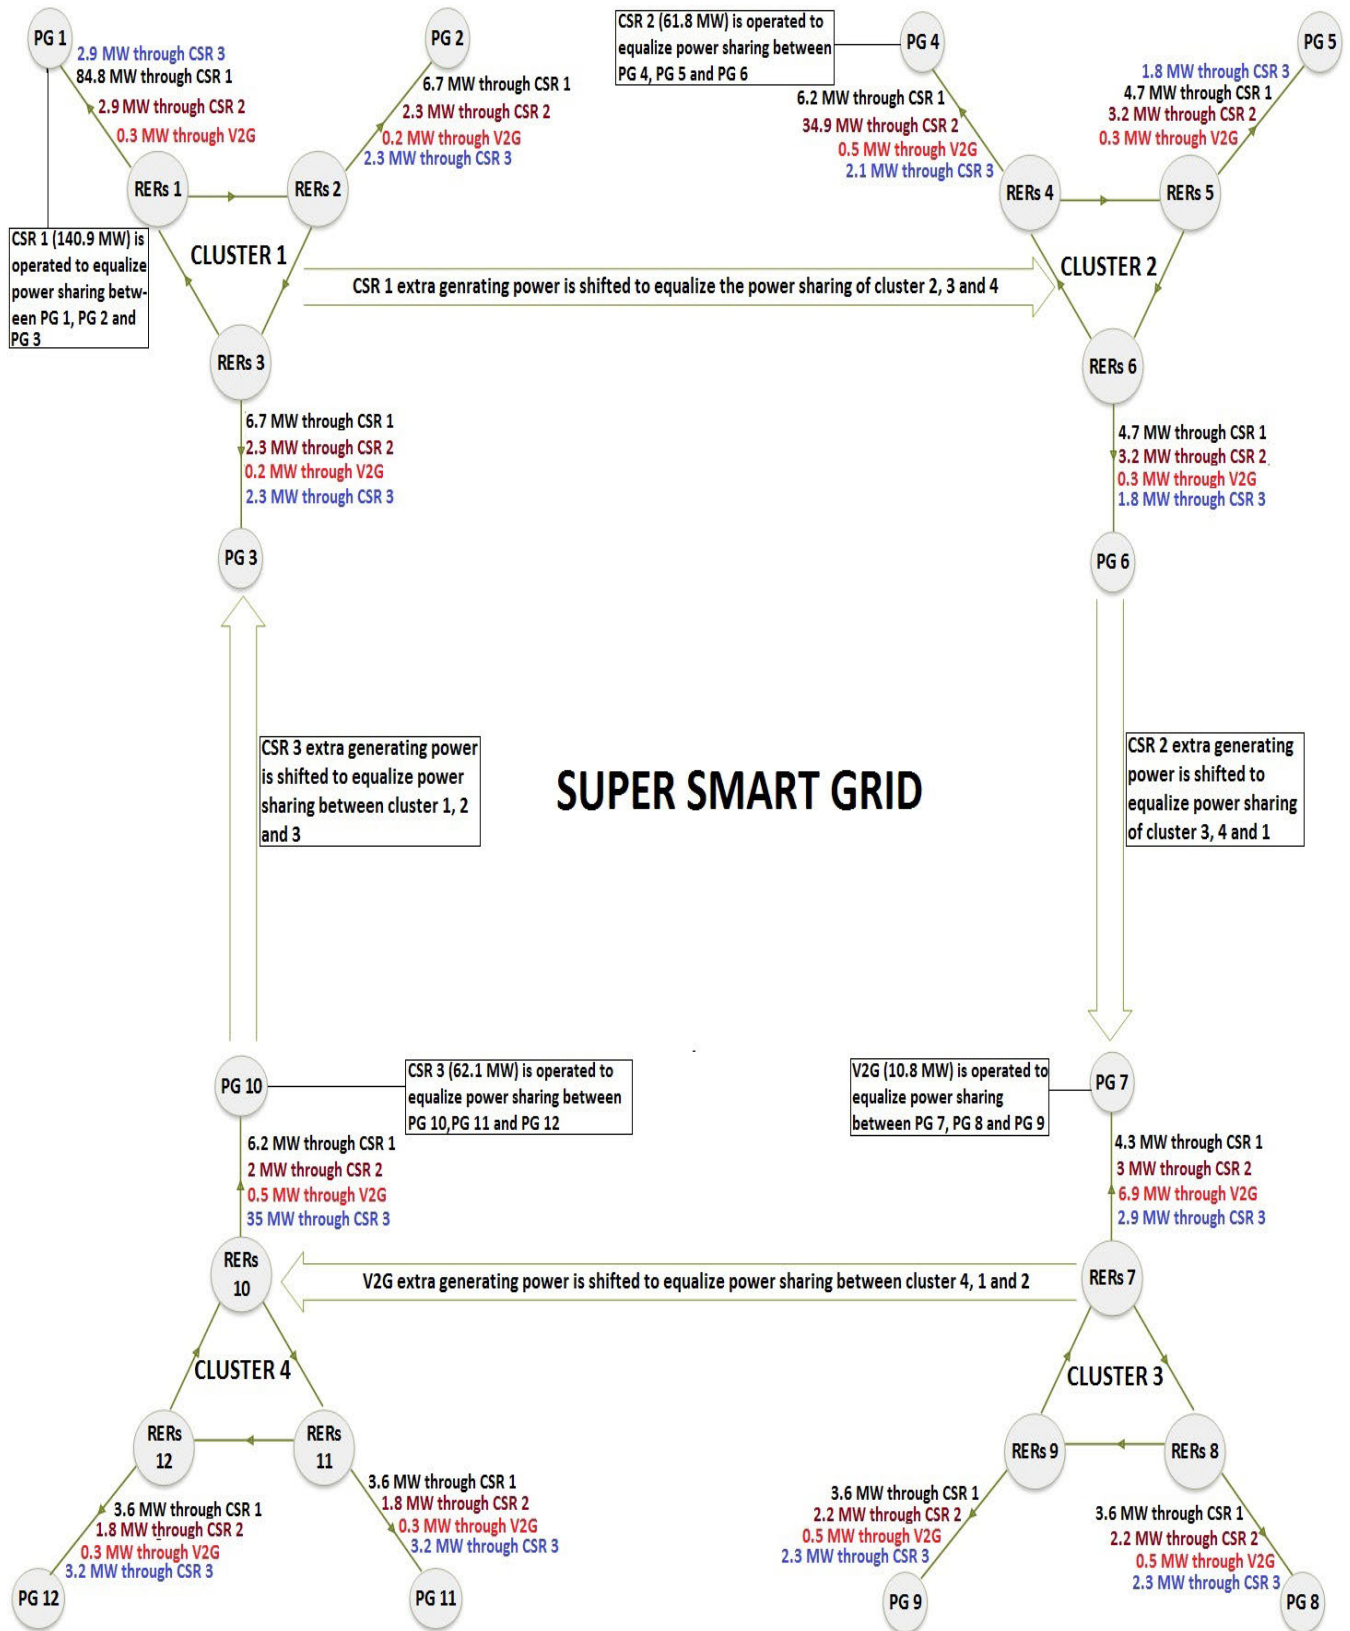 PG 1
2.9 MW through CSR 3
84.8 MW through CSR 1
2.9 MW through CSR 2
0.3 MW through V2G
PG 2
6.7 MW through CSR 1
2.3 MW through CSR 2
0.2 MW through V2G
2.3 MW through CSR 3
RERs 1
RERs 2
CLUSTER 1
RERs 3
CSR 1 (140.9 MW) is
operated to equalize
power sharing betw-
een PG 1, PG 2 and
PG 3
6.7 MW through CSR 1
2.3 MW through CSR 2
0.2 MW through V2G
2.3 MW through CSR 3
PG 3
CSR 1 extra genrating power is shifted to equalize the power sharing of cluster 2, 3 and 4
CSR 2 (61.8 MW) is operated to
equalize power sharing between
PG 4, PG 5 and PG 6
PG 4
6.2 MW through CSR 1
34.9 MW through CSR 2
0.5 MW through V2G
2.1 MW through CSR 3
PG 5
1.8 MW through CSR 3
4.7 MW through CSR 1
3.2 MW through CSR 2
0.3 MW through V2G
RERs 4
RERs 5
CLUSTER 2
RERs 6
4.7 MW through CSR 1
3.2 MW through CSR 2
0.3 MW through V2G
1.8 MW through CSR 3
PG 6
CSR 3 extra generating power
is shifted to equalize power
sharing between cluster 1, 2
and 3
SUPER SMART GRID
CSR 2 extra generating
power is shifted to
equalize power sharing
of cluster 3, 4 and 1
PG 10
CSR 3 (62.1 MW) is operated to
equalize power sharing between
PG 10,PG 11 and PG 12
6.2 MW through CSR 1
2 MW through CSR 2
0.5 MW through V2G
35 MW through CSR 3
V2G (10.8 MW) is operated to
equalize power sharing
between PG 7, PG 8 and PG 9
PG 7
4.3 MW through CSR 1
3 MW through CSR 2
6.9 MW through V2G
2.9 MW through CSR 3
RERs
10
V2G extra generating power is shifted to equalize power sharing between cluster 4, 1 and 2
RERs 7
CLUSTER 4
RERs
12
RERs
11
CLUSTER 3
RERs 9
RERs 8
3.6 MW through CSR 1
1.8 MW through CSR 2
0.3 MW through V2G
3.2 MW through CSR 3
PG 12
3.6 MW through CSR 1
1.8 MW through CSR 2
0.3 MW through V2G
3.2 MW through CSR 3
PG 11
3.6 MW through CSR 1
2.2 MW through CSR 2
0.5 MW through V2G
2.3 MW through CSR 3
PG 9
3.6 MW through CSR 1
2.2 MW through CSR 2
0.5 MW through V2G
2.3 MW through CSR 3
PG 8